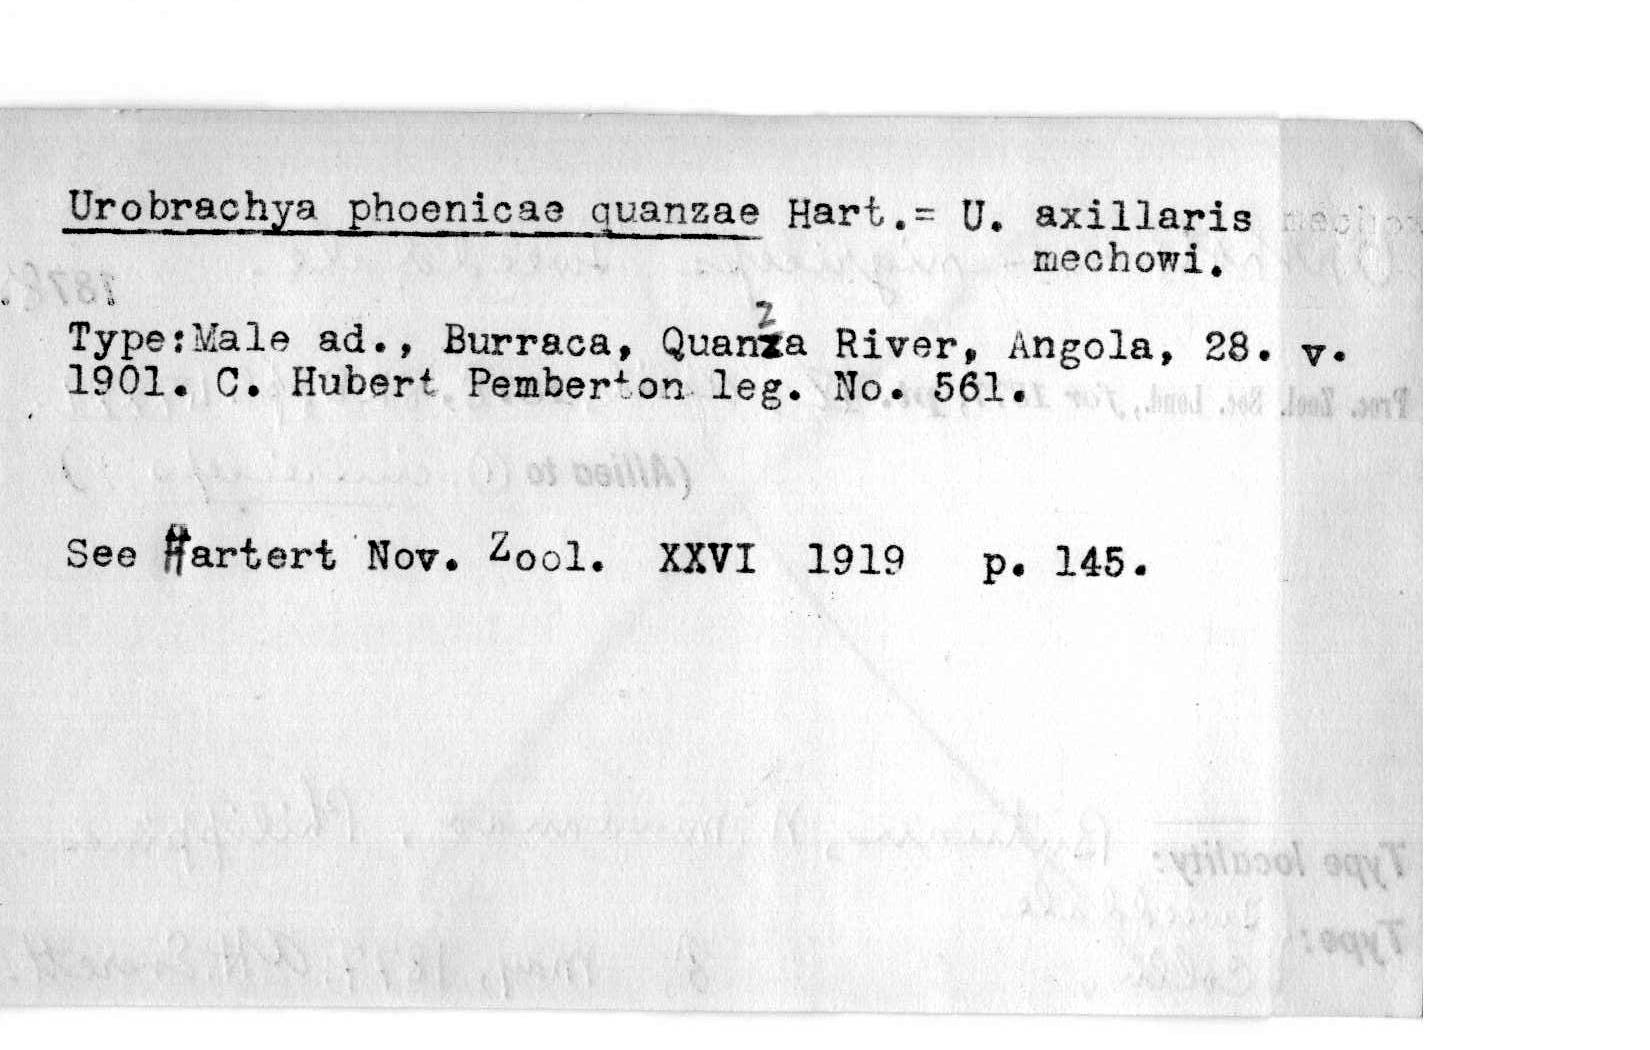 Urobrachya phoenicae quanzae Hart.= U. axillaris
mechowi.
Type:Male ad., Burraca, Quanza River, Angola, 28. v.
1901. C. Hubert Pemberton leg. No. 561.
See Hartert Nov. Zool. XXVI 1919 p. 145.